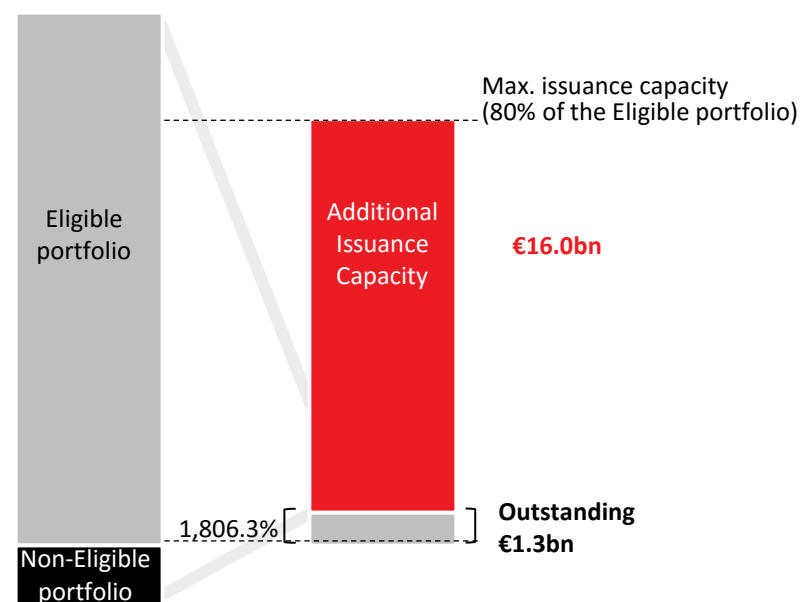 Max. issuance capacity
(80% of the Eligible portfolio)
Eligible
portfolio
Additional
Issuance
Capacity
€16.0bn
1,806.3%
Outstanding
€1.3bn
Non-Eligible
portfolio